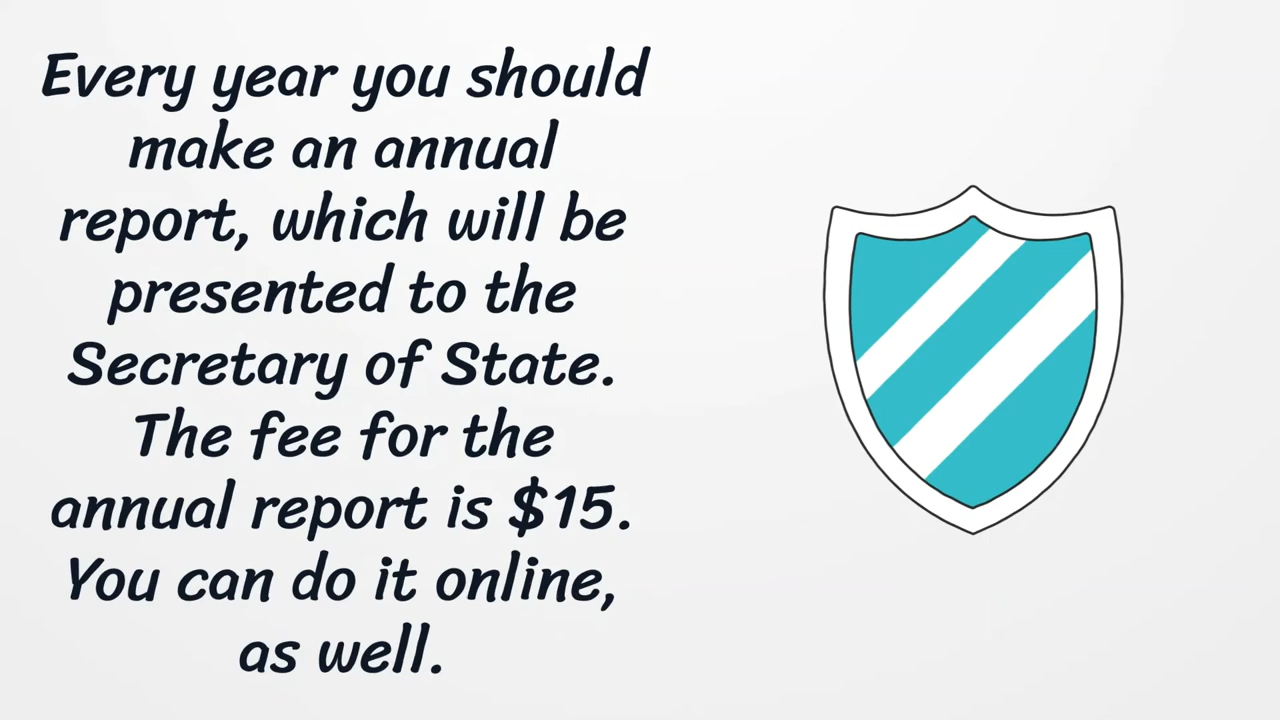 Every year you should
make an annual
report, which will be
presented to the
Secretary of State.
The fee for the
annual report is $15.
You can do it online,
as well.